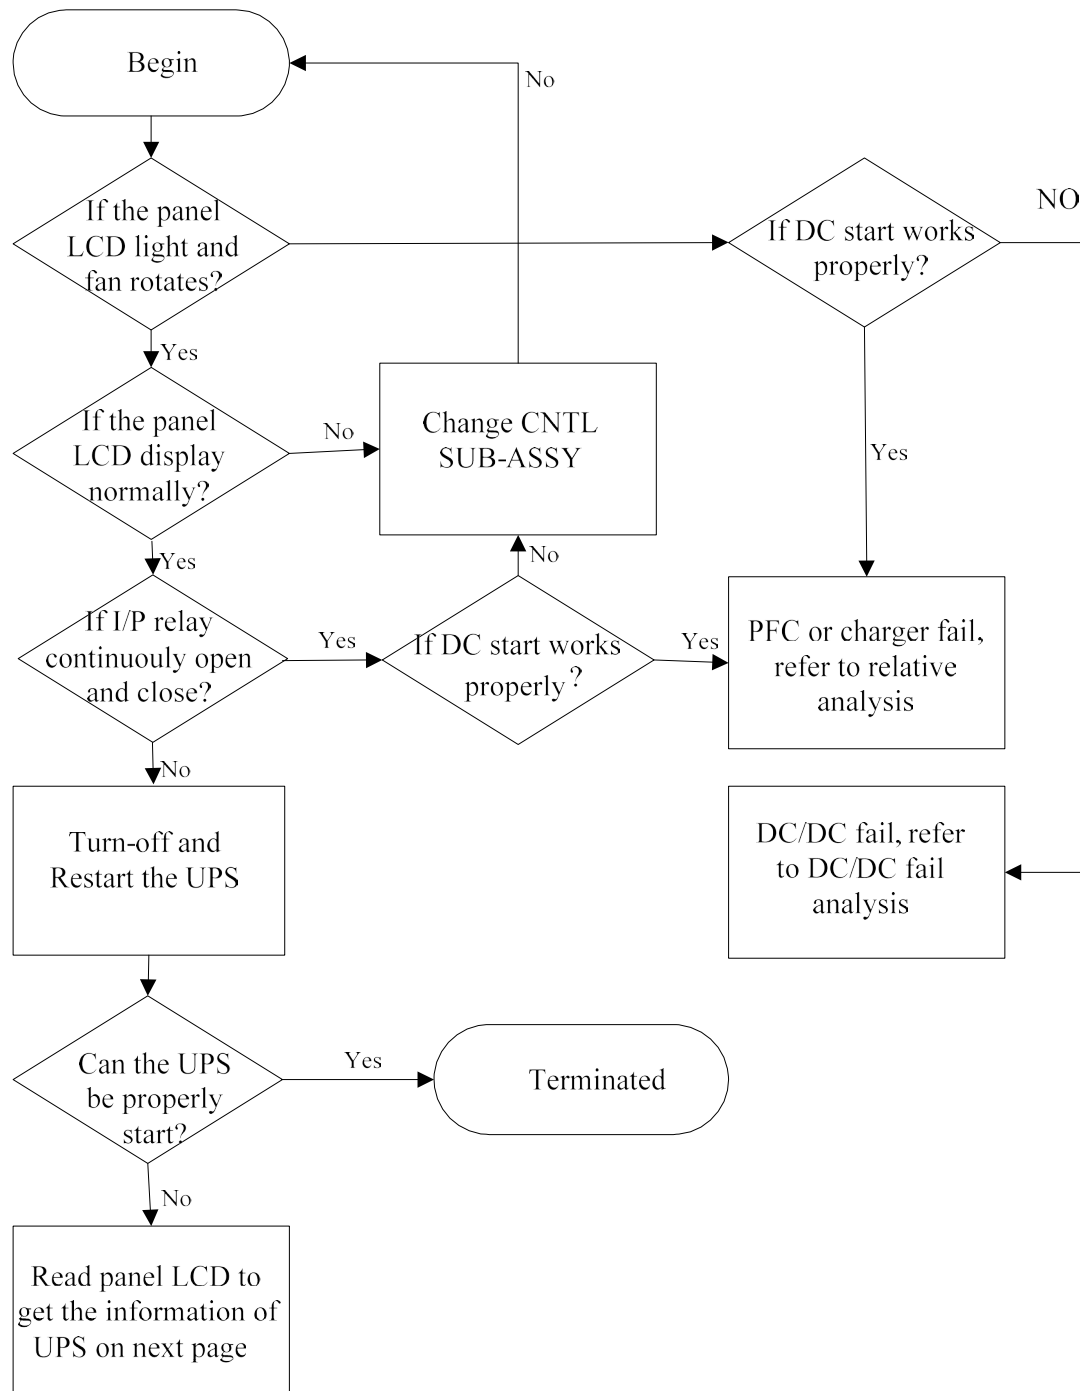 Begin
No
If the panel
LCD light and
fan rotates?
If DC start works
properly?
NO
Yes
If the panel
LCD display
normally?
No
Change CNTL
SUB-ASSY
Yes
Yes
No
If I/P relay
continuouly open
and close?
Yes
If DC start works
properly?
Yes
PFC or charger fail,
refer to relative
analysis
No
Turn-off and
Restart the UPS
DC/DC fail, refer
to DC/DC fail
analysis
Can the UPS
be properly
start?
Yes
Terminated
No
Read panel LCD to
get the information of
UPS on next page